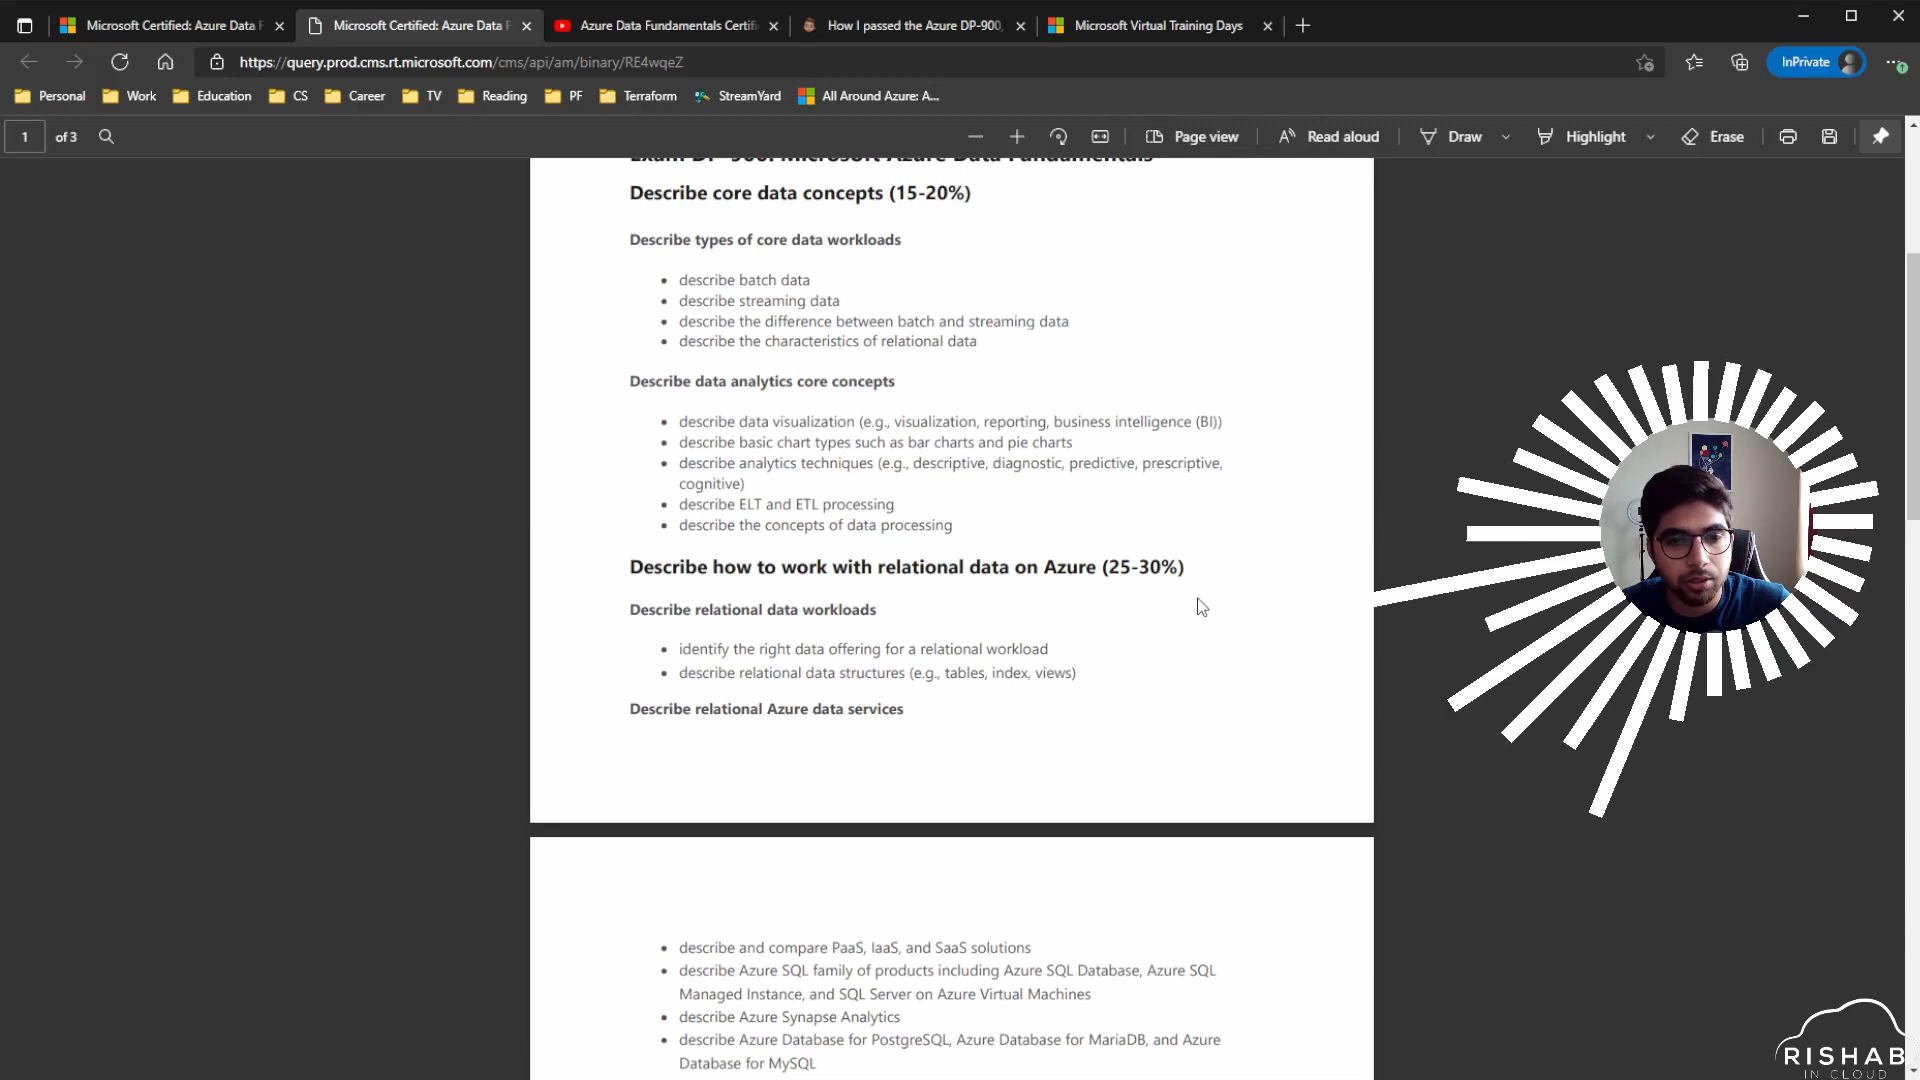 Microsoft Certified: Azure Data F
Microsoft Certified: Azure Data F
Azure Data Fundamentals Certifi
How I passed the Azure DP-900,
Microsoft Virtual Training Days
https://query.prod.cms.rt.microsoft.com/cms/api/am/binary/RE4wqeZ
InPrivate
Personal Work Education CS Career TV Reading PF Terraform StreamYard All Around Azure: A...
1 of 3 Page view Read aloud Draw Highlight Erase
Exam DP-900: Microsoft Azure Data Fundamentals
Describe core data concepts (15-20%)
Describe types of core data workloads
• describe batch data
• describe streaming data
• describe the difference between batch and streaming data
• describe the characteristics of relational data
Describe data analytics core concepts
• describe data visualization (e.g., visualization, reporting, business intelligence (BI))
• describe basic chart types such as bar charts and pie charts
• describe analytics techniques (e.g., descriptive, diagnostic, predictive, prescriptive,
cognitive)
• describe ELT and ETL processing
• describe the concepts of data processing
Describe how to work with relational data on Azure (25-30%)
Describe relational data workloads
• identify the right data offering for a relational workload
• describe relational data structures (e.g., tables, index, views)
Describe relational Azure data services
• describe and compare PaaS, IaaS, and SaaS solutions
• describe Azure SQL family of products including Azure SQL Database, Azure SQL
Managed Instance, and SQL Server on Azure Virtual Machines
• describe Azure Synapse Analytics
• describe Azure Database for PostgreSQL, Azure Database for MariaDB, and Azure
Database for MySQL
RISHAB
IN CLOUD